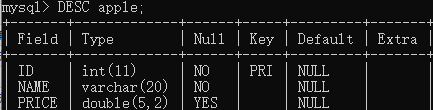 mysql> DESC apple;
| Field | Type | Null | Key | Default | Extra |
| ID | int(11) | NO | PRI | NULL | |
| NAME | varchar(20) | NO | | NULL | |
| PRICE | double(5,2) | YES | | NULL | |